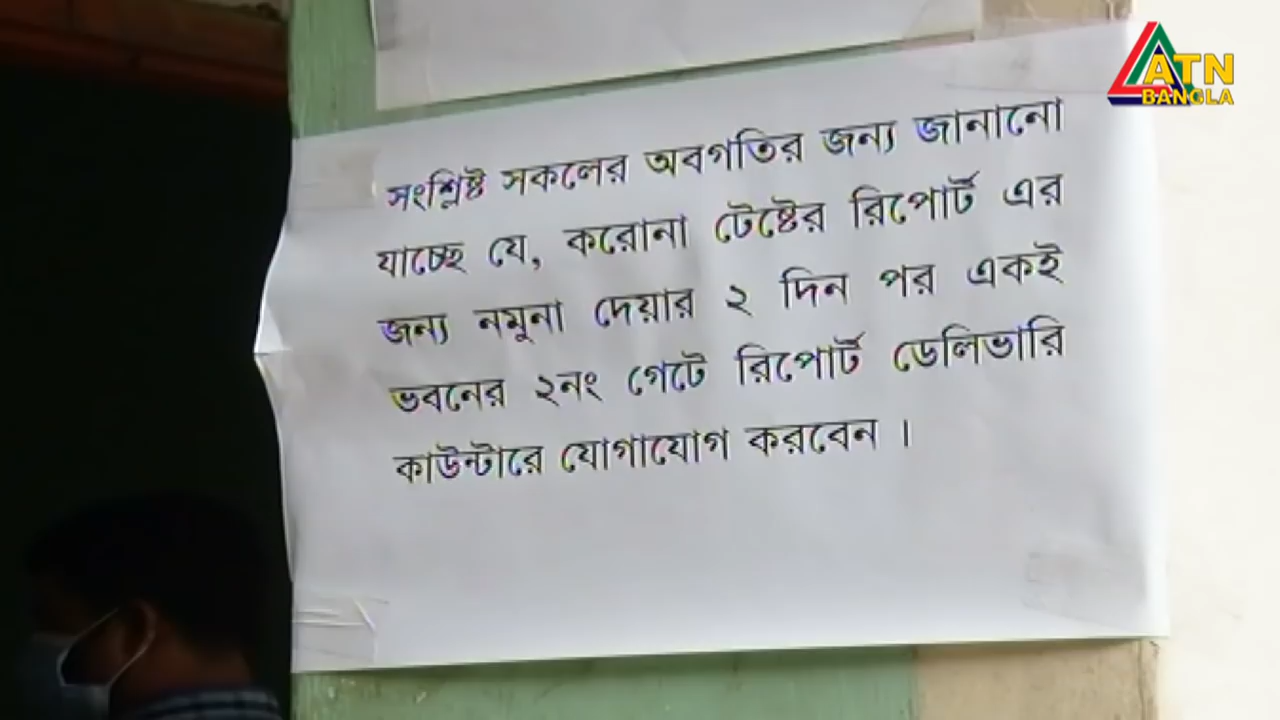 ATN
BANGLA
সংশ্লিষ্ট সকলের অবগতির জন্য জানানো
যাচ্ছে যে, করোনা টেষ্টের রিপোর্ট এর
জন্য নমুনা দেয়ার ২ দিন পর একই
ভবনের ২নং গেটে রিপোর্ট ডেলিভারি
কাউন্টারে যোগাযোগ করবেন ।